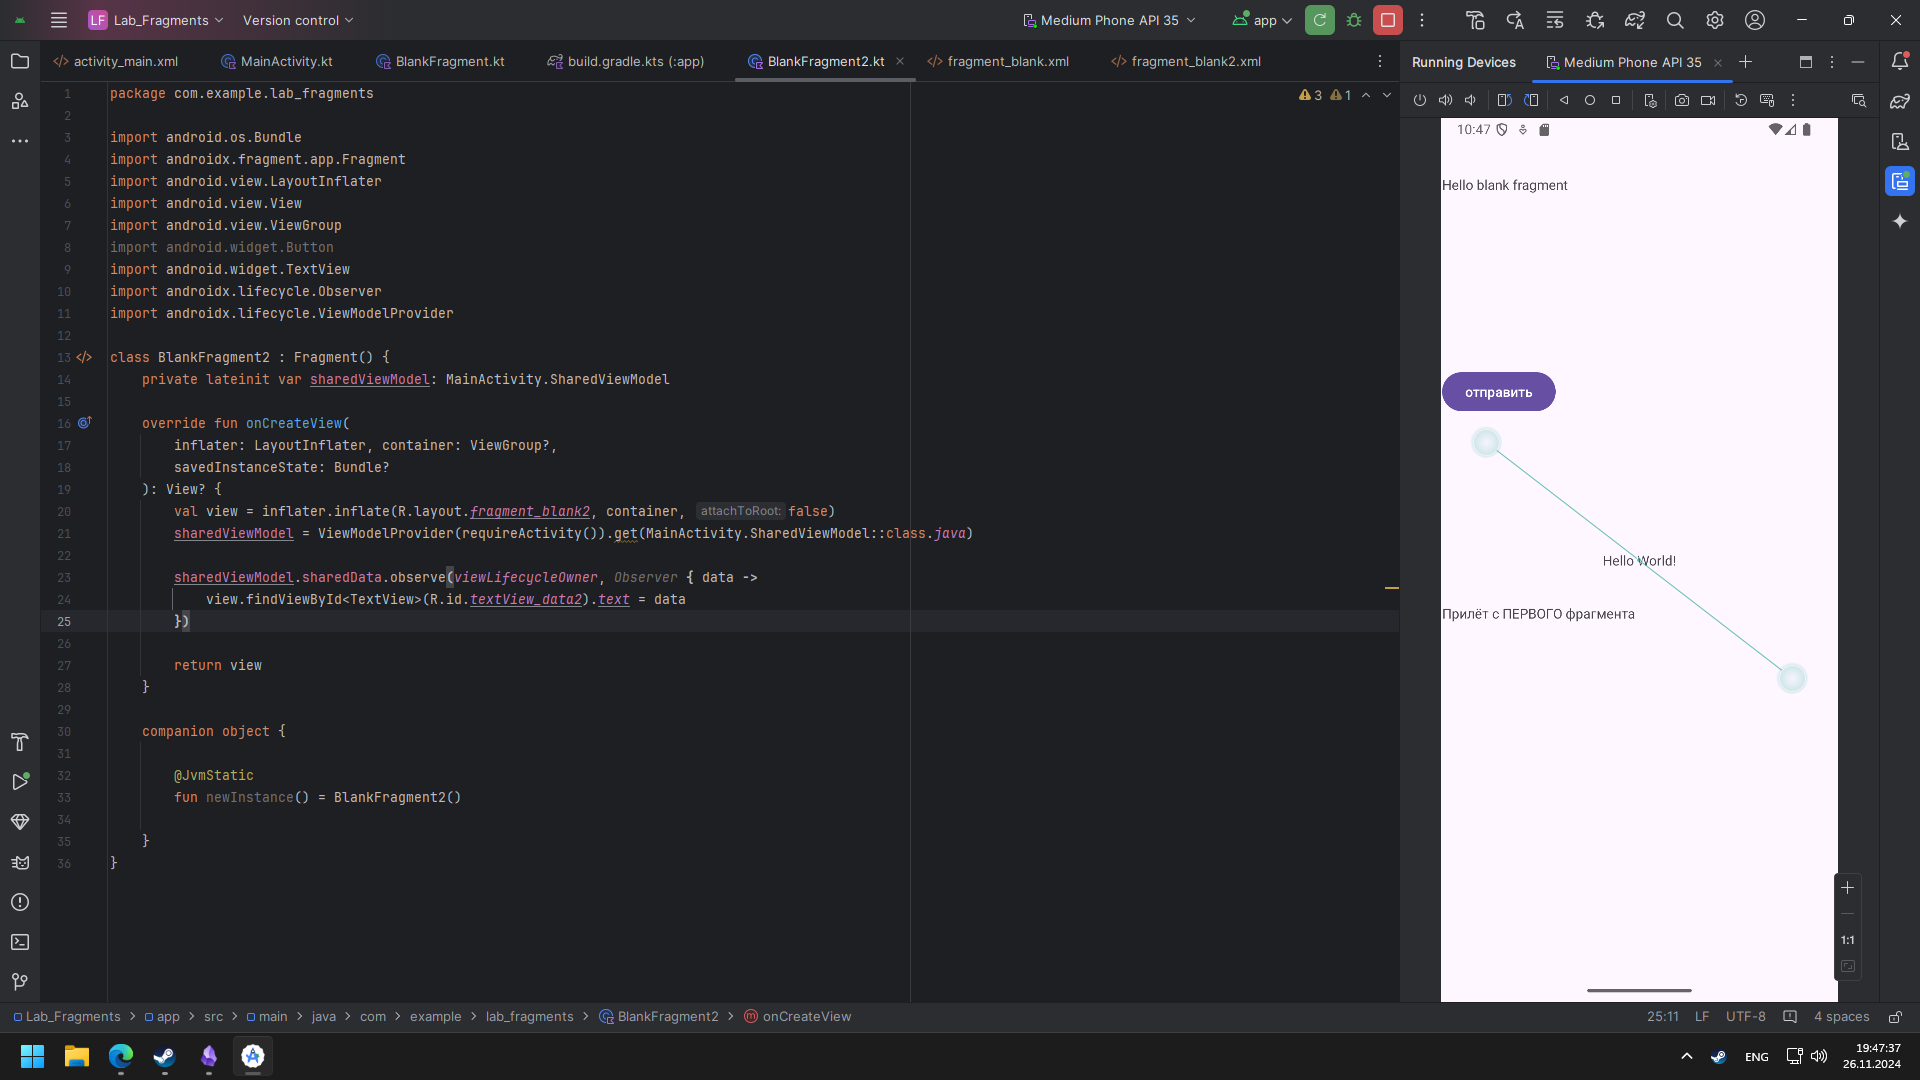 LF Lab_Fragments Version control Medium Phone API 35 app
activity_main.xml MainActivity.kt BlankFragment.kt build.gradle.kts (:app) BlankFragment2.kt fragment_blank.xml fragment_blank2.xml
Running Devices Medium Phone API 35
3 1
1 package com.example.lab_fragments
2
3 import android.os.Bundle
4 import androidx.fragment.app.Fragment
5 import android.view.LayoutInflater
6 import android.view.View
7 import android.view.ViewGroup
8 import android.widget.Button
9 import android.widget.TextView
10 import androidx.lifecycle.Observer
11 import androidx.lifecycle.ViewModelProvider
12
13 class BlankFragment2 : Fragment() {
14 private lateinit var sharedViewModel: MainActivity.SharedViewModel
15
16 override fun onCreateView(
17 inflater: LayoutInflater, container: ViewGroup?,
18 savedInstanceState: Bundle?
19 ): View? {
20 val view = inflater.inflate(R.layout.fragment_blank2, container, attachToRoot: false)
21 sharedViewModel = ViewModelProvider(requireActivity()).get(MainActivity.SharedViewModel::class.java)
22
23 sharedViewModel.sharedData.observe(viewLifecycleOwner, Observer { data ->
24 view.findViewById<TextView>(R.id.textView_data2).text = data
25 })
26
27 return view
28 }
29
30 companion object {
31
32 @JvmStatic
33 fun newInstance() = BlankFragment2()
34
35 }
36 }
10:47
Hello blank fragment
отправить
Hello World!
Прилёт с ПЕРВОГО фрагмента
1:1
Lab_Fragments app src main java com example lab_fragments BlankFragment2 onCreateView
25:11 LF UTF-8 4 spaces
ENG
19:47:37
26.11.2024